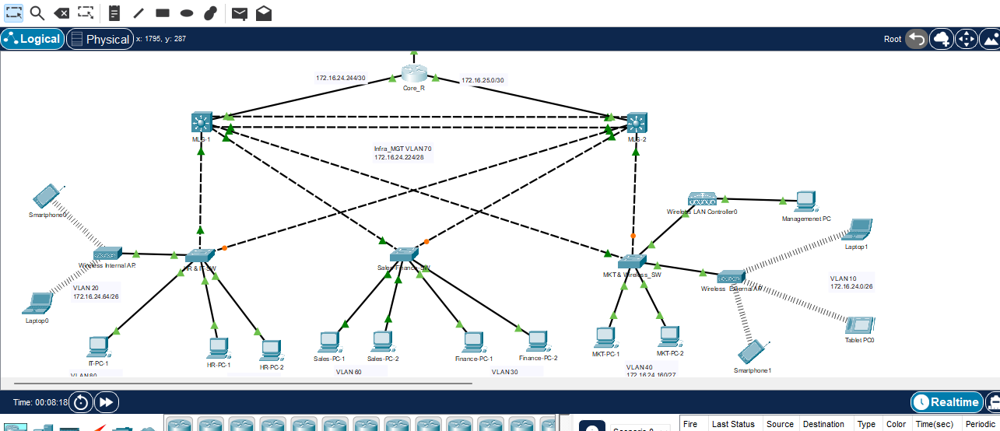 Logical
Physical
x: 1795, y: 287
Root
172.16.24.244/30
172.16.25.0/30
Core_R
MLS-1
MLS-2
Infra_MGT VLAN 70
172.16.24.224/28
Smartphone0
Wireless LAN Controller0
Managemenet PC
Laptop1
Wireless Internal AP
HR & IT-SW
Sales-Finance-SW
MKT & Wireless_SW
Wireless External AP
VLAN 10
172.16.24.0/26
VLAN 20
172.16.24.64/26
Laptop0
Tablet PC0
IT-PC-1
HR-PC-1
HR-PC-2
Sales-PC-1
Sales-PC-2
Finance-PC-1
Finance-PC-2
MKT-PC-1
MKT-PC-2
Smartphone1
VLAN 60
VLAN 30
VLAN 40
172.16.24.160/27
Time: 00:08:18
Realtime
Scenario 0
Fire Last Status Source Destination Type Color Time(sec) Periodic